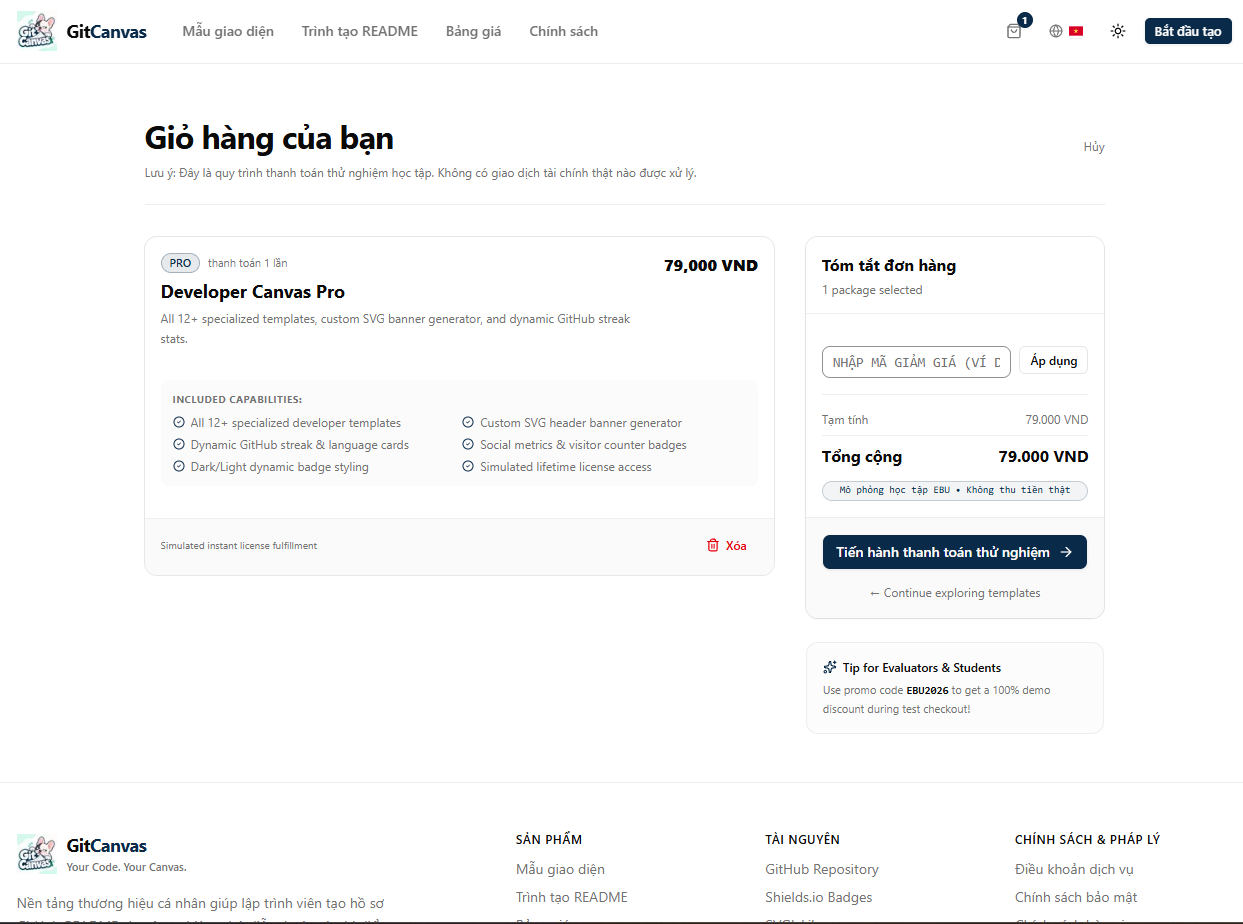 GitCanvas
Mẫu giao diện
Trình tạo README
Bảng giá
Chính sách
1
Bắt đầu tạo
Giỏ hàng của bạn
Hủy
Lưu ý: Đây là quy trình thanh toán thử nghiệm học tập. Không có giao dịch tài chính thật nào được xử lý.
PRO thanh toán 1 lần
79,000 VND
Developer Canvas Pro
All 12+ specialized templates, custom SVG banner generator, and dynamic GitHub streak
stats.
INCLUDED CAPABILITIES:
All 12+ specialized developer templates
Custom SVG header banner generator
Dynamic GitHub streak & language cards
Social metrics & visitor counter badges
Dark/Light dynamic badge styling
Simulated lifetime license access
Simulated instant license fulfillment
Xóa
Tóm tắt đơn hàng
1 package selected
NHẬP MÃ GIẢM GIÁ (VÍ D
Áp dụng
Tạm tính 79.000 VND
Tổng cộng 79.000 VND
Mô phỏng học tập EBU • Không thu tiền thật
Tiến hành thanh toán thử nghiệm →
← Continue exploring templates
Tip for Evaluators & Students
Use promo code EBU2026 to get a 100% demo
discount during test checkout!
GitCanvas
Your Code. Your Canvas.
Nền tảng thương hiệu cá nhân giúp lập trình viên tạo hồ sơ
SẢN PHẨM
Mẫu giao diện
Trình tạo README
TÀI NGUYÊN
GitHub Repository
Shields.io Badges
CHÍNH SÁCH & PHÁP LÝ
Điều khoản dịch vụ
Chính sách bảo mật